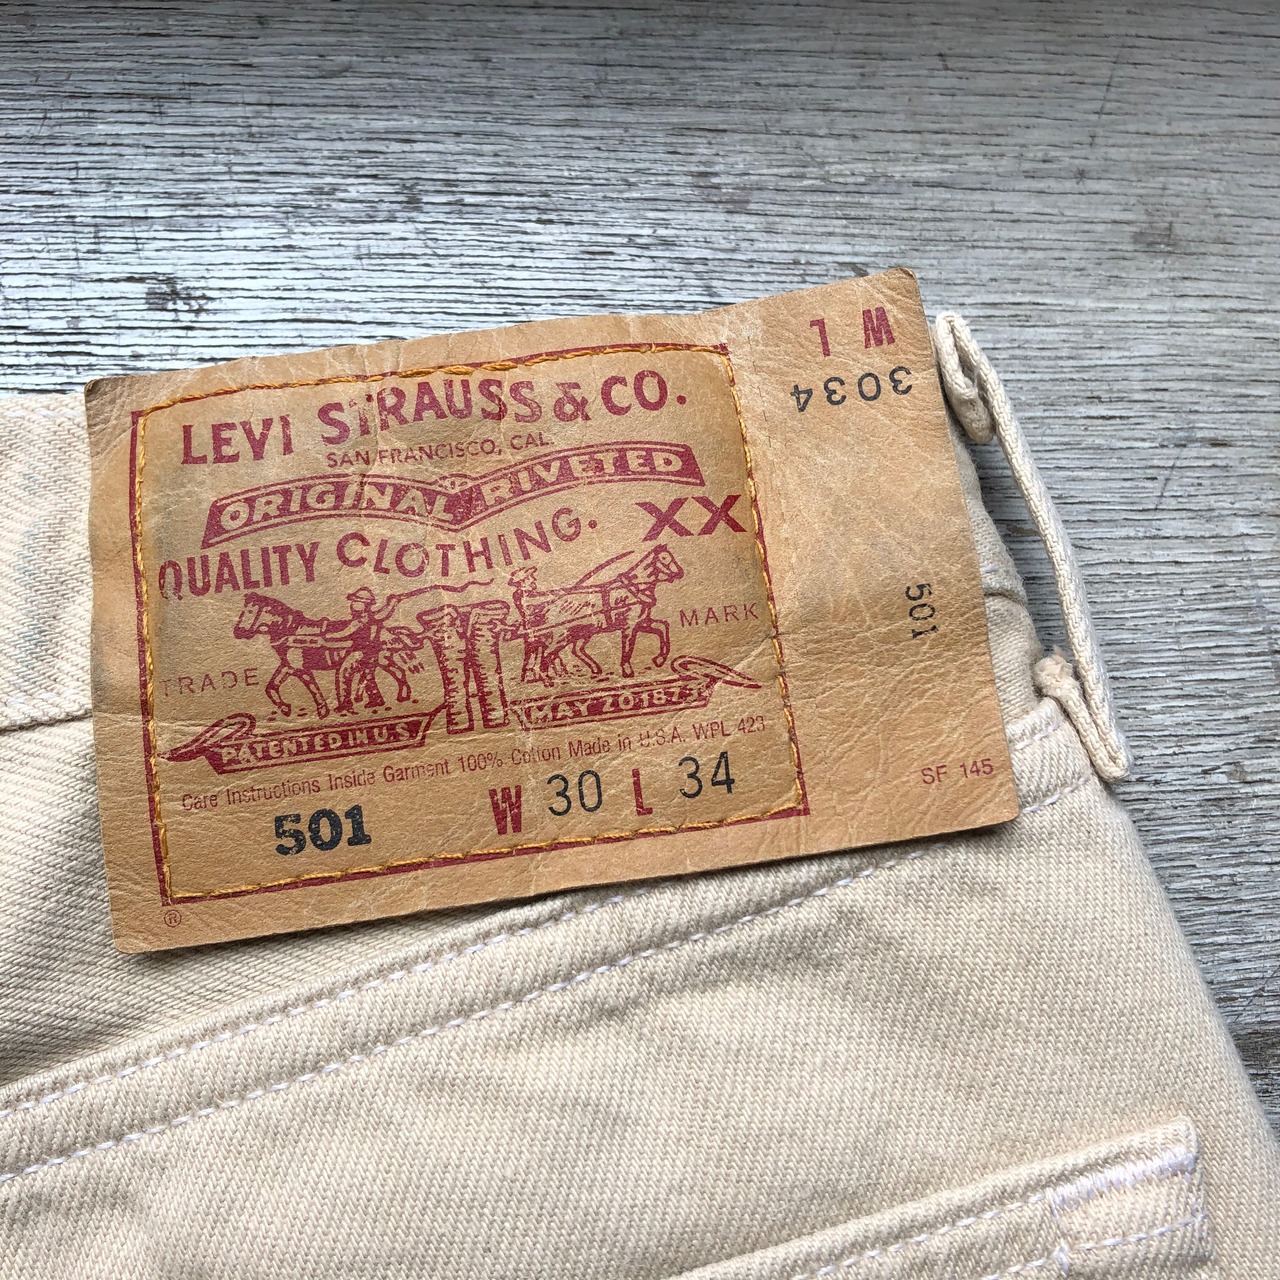 LEVI STRAUSS & CO.
SAN FRANCISCO, CAL.
ORIGINAL RIVETED
QUALITY CLOTHING. XX
TRADE MARK
PATENTED IN U.S. MAY 20 1873
Care Instructions Inside Garment 100% Cotton Made in U.S.A. WPL 423
501 W 30 L 34
®
L M
3034
501
SF 145